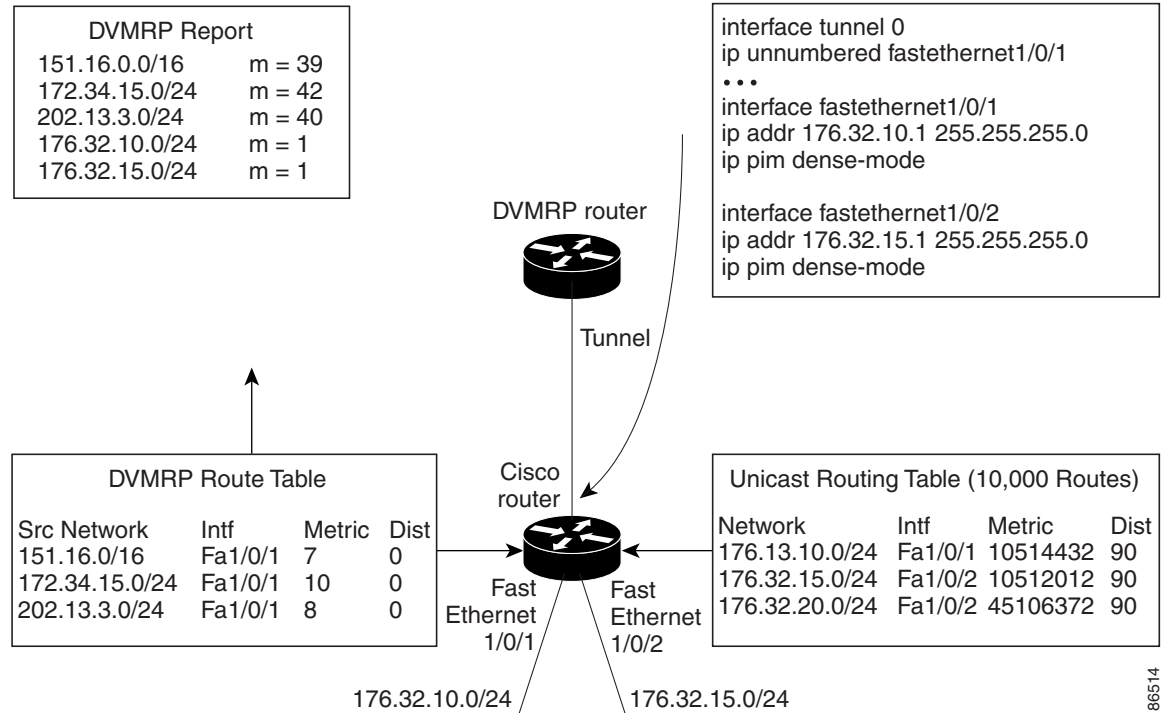 DVMRP Report
151.16.0.0/16 m = 39
172.34.15.0/24 m = 42
202.13.3.0/24 m = 40
176.32.10.0/24 m = 1
176.32.15.0/24 m = 1
interface tunnel 0
ip unnumbered fastethernet1/0/1
• • •
interface fastethernet1/0/1
ip addr 176.32.10.1 255.255.255.0
ip pim dense-mode
interface fastethernet1/0/2
ip addr 176.32.15.1 255.255.255.0
ip pim dense-mode
DVMRP router
Tunnel
DVMRP Route Table
Src Network Intf Metric Dist
151.16.0/16 Fa1/0/1 7 0
172.34.15.0/24 Fa1/0/1 10 0
202.13.3.0/24 Fa1/0/1 8 0
Cisco
router
Unicast Routing Table (10,000 Routes)
Network Intf Metric Dist
176.13.10.0/24 Fa1/0/1 10514432 90
176.32.15.0/24 Fa1/0/2 10512012 90
176.32.20.0/24 Fa1/0/2 45106372 90
Fast
Ethernet
1/0/1
Fast
Ethernet
1/0/2
176.32.10.0/24
176.32.15.0/24
86514